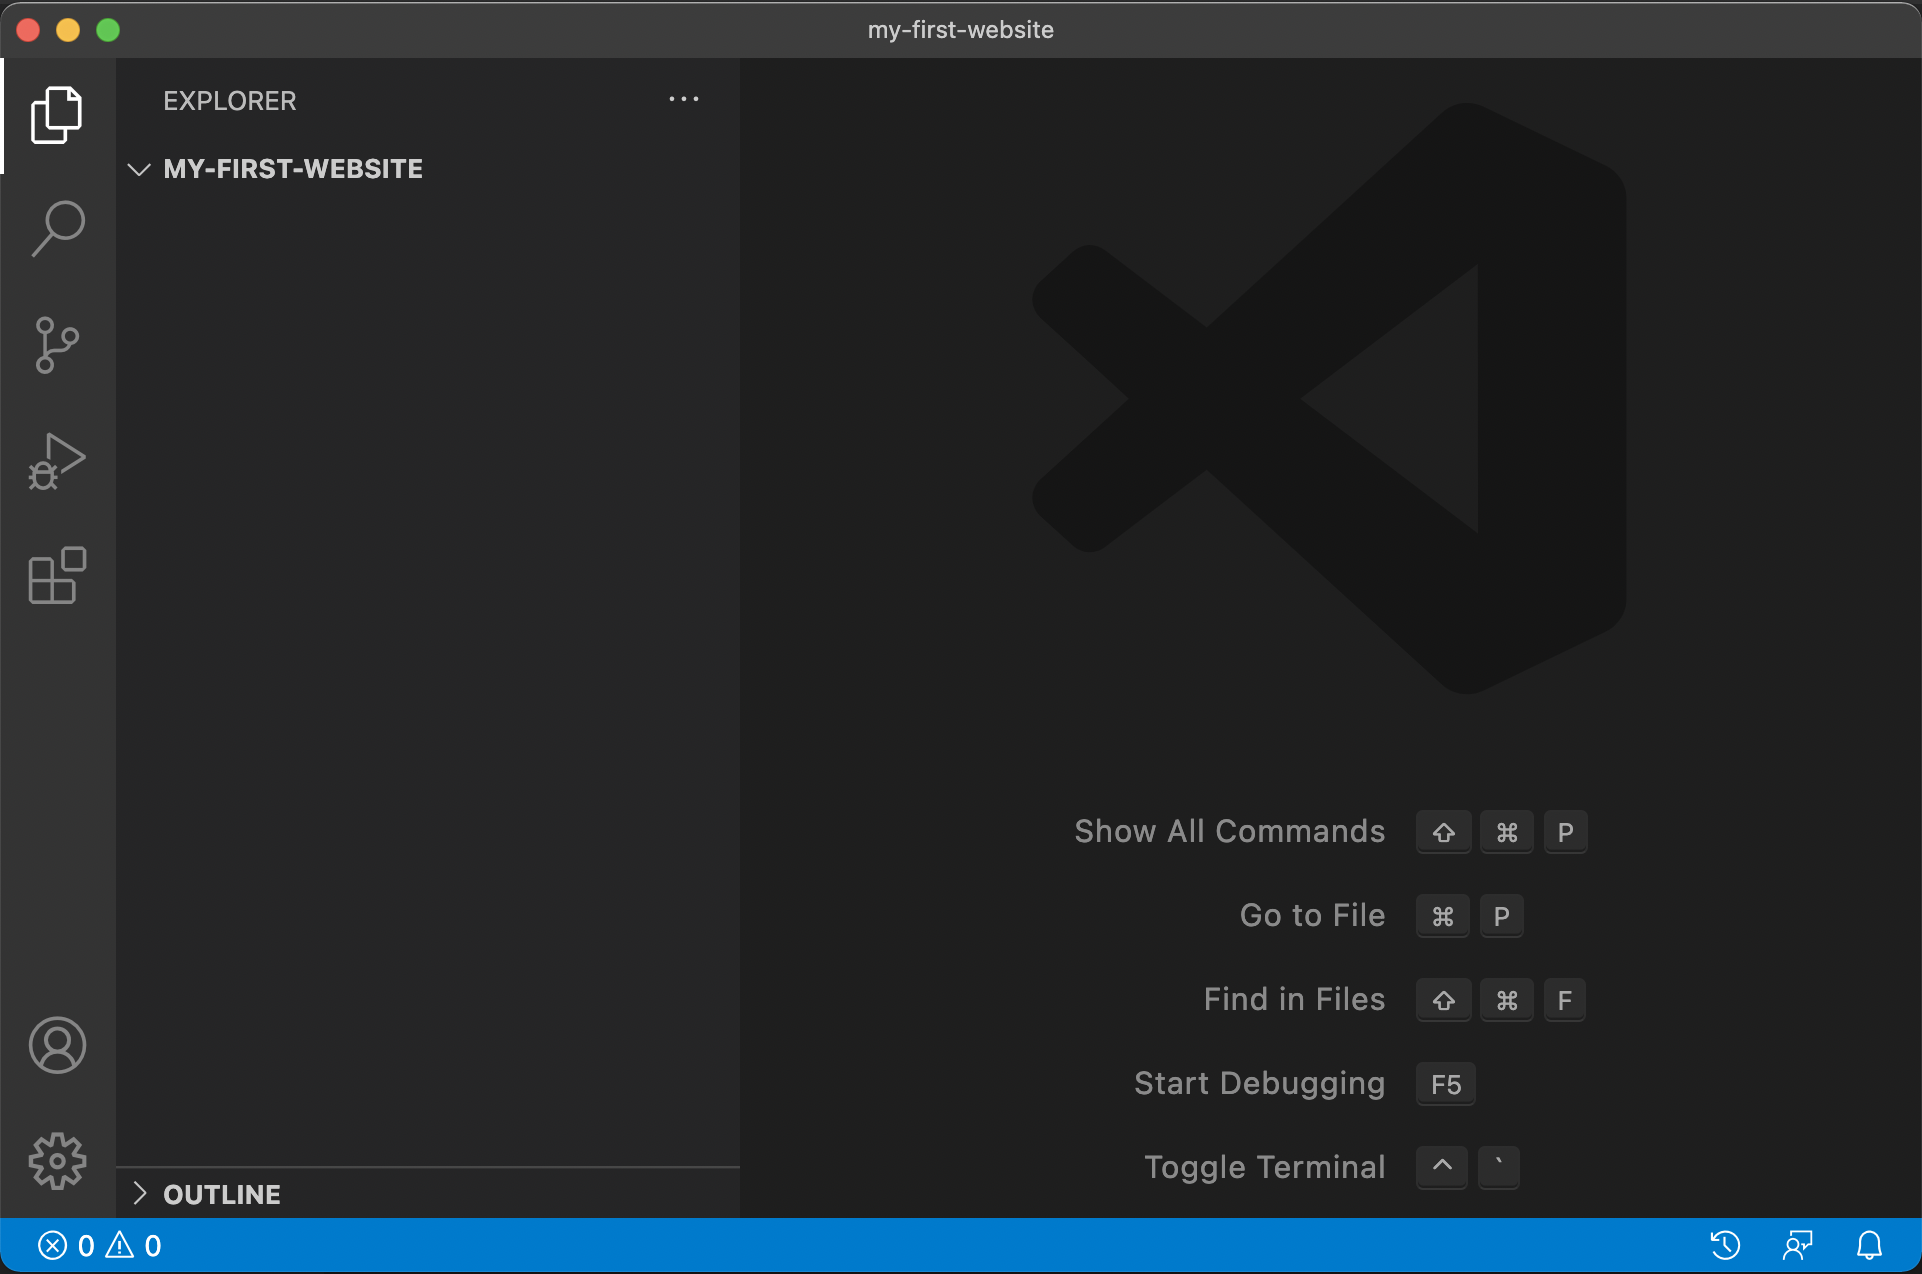 my-first-website
EXPLORER ...
MY-FIRST-WEBSITE
Show All Commands ⇧ ⌘ P
Go to File ⌘ P
Find in Files ⇧ ⌘ F
Start Debugging F5
Toggle Terminal ^ `
OUTLINE
0 0